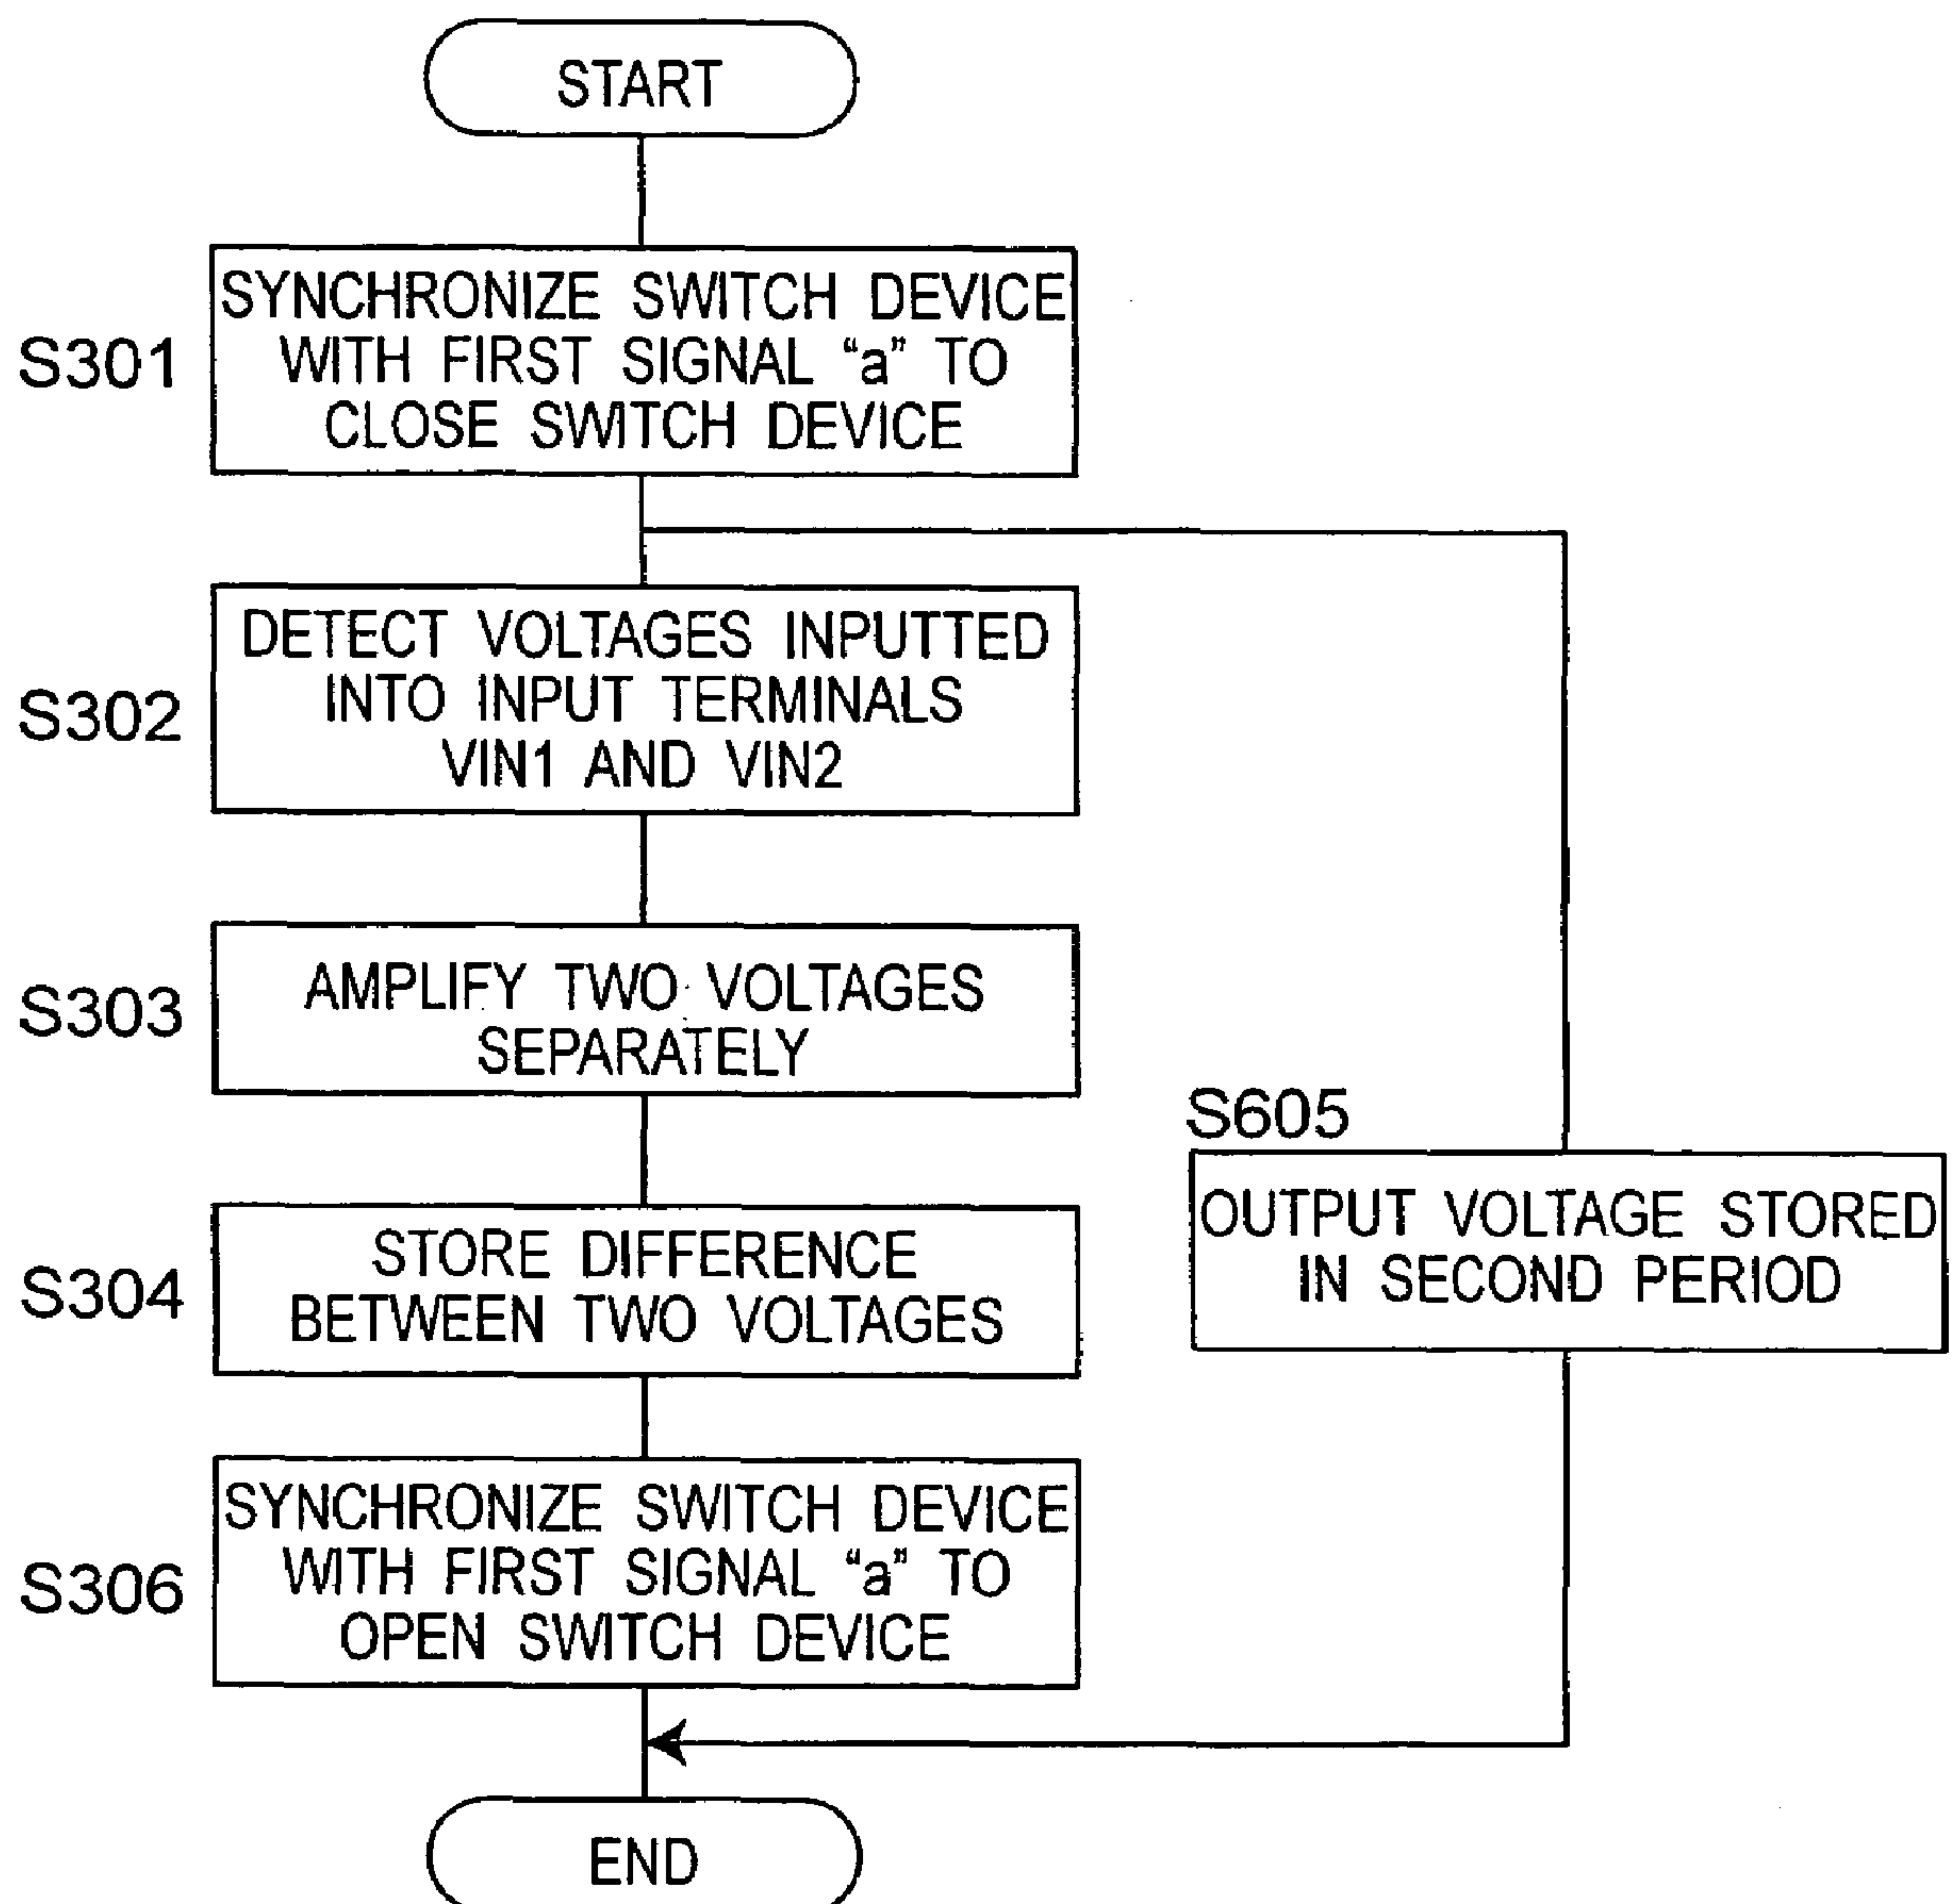 START
S301
SYNCHRONIZE SWITCH DEVICE
WITH FIRST SIGNAL “a” TO
CLOSE SWITCH DEVICE
S302
DETECT VOLTAGES INPUTTED
INTO INPUT TERMINALS
VIN1 AND VIN2
S303
AMPLIFY TWO VOLTAGES
SEPARATELY
S605
OUTPUT VOLTAGE STORED
IN SECOND PERIOD
S304
STORE DIFFERENCE
BETWEEN TWO VOLTAGES
S306
SYNCHRONIZE SWITCH DEVICE
WITH FIRST SIGNAL “a” TO
OPEN SWITCH DEVICE
END